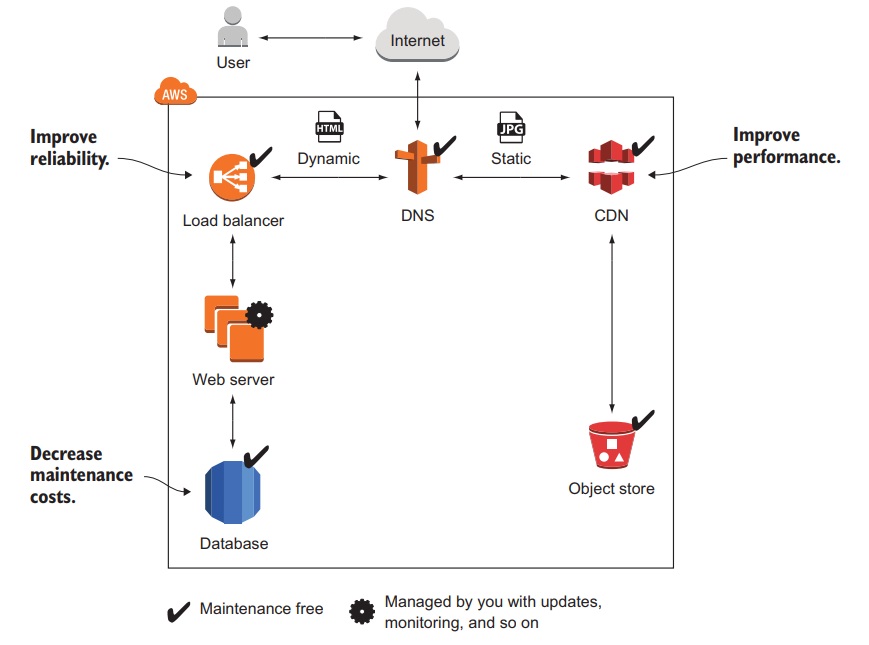 User
Internet
AWS
Improve
reliability.
HTML
Dynamic
JPG
Static
Improve
performance.
Load balancer
DNS
CDN
Web server
Decrease
maintenance
costs.
Object store
Database
Maintenance free
Managed by you with updates,
monitoring, and so on